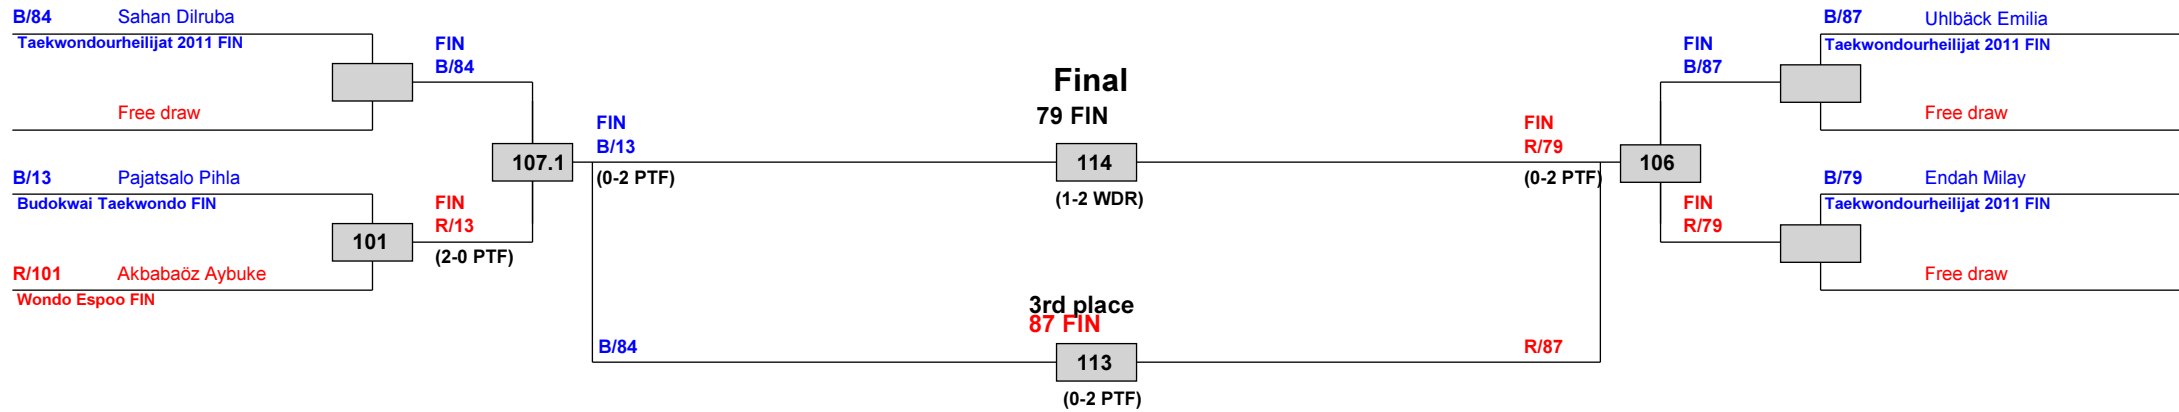 B/84 Sahan Dilruba
Taekwondourheilijat 2011 FIN
Free draw
FIN
B/84
B/13 Pajatsalo Pihla
Budokwai Taekwondo FIN
R/101 Akbabaöz Aybuke
Wondo Espoo FIN
101
FIN
R/13
(2-0 PTF)
107.1
FIN
B/13
(0-2 PTF)
B/84
Final
79 FIN
114
(1-2 WDR)
3rd place
87 FIN
113
(0-2 PTF)
FIN
R/79
(0-2 PTF)
R/87
106
FIN
B/87
FIN
R/79
B/87 Uhlbäck Emilia
Taekwondourheilijat 2011 FIN
Free draw
B/79 Endah Milay
Taekwondourheilijat 2011 FIN
Free draw